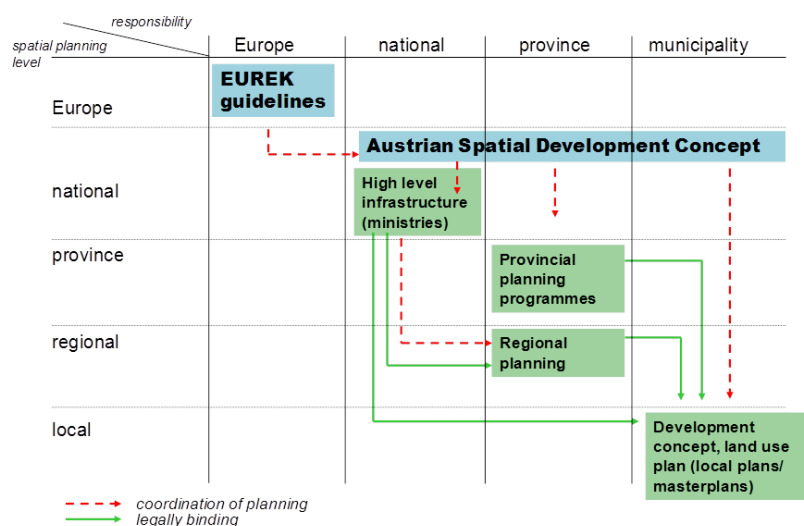 responsibility
spatial planning
level
Europe
national
province
municipality
EUREK
guidelines
Europe
Austrian Spatial Development Concept
national
High level
infrastructure
(ministries)
province
Provincial
planning
programmes
regional
Regional
planning
local
Development
concept, land use
plan (local plans/
masterplans)
coordination of planning
legally binding